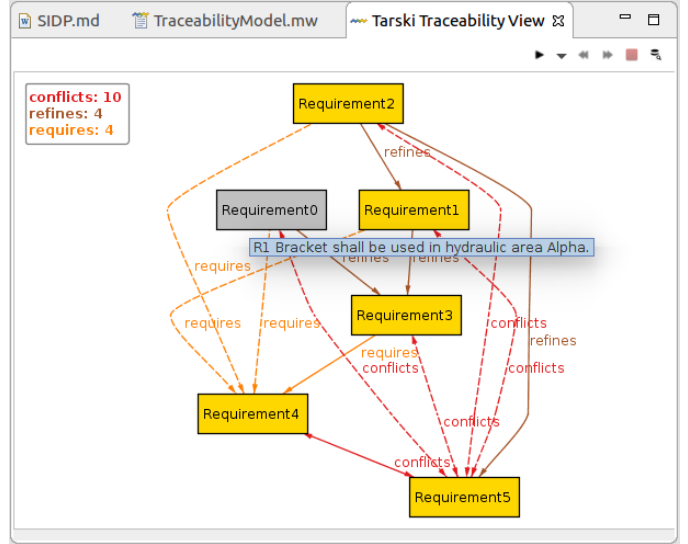 SIDP.md
TraceabilityModel.mw
Tarski Traceability View
conflicts: 10
refines: 4
requires: 4
Requirement2
refines
Requirement0
Requirement1
R1 Bracket shall be used in hydraulic area Alpha.
refines
refines
requires
requires
requires
Requirement3
conflicts
refines
requires
conflicts
conflicts
Requirement4
conflicts
conflicts
Requirement5